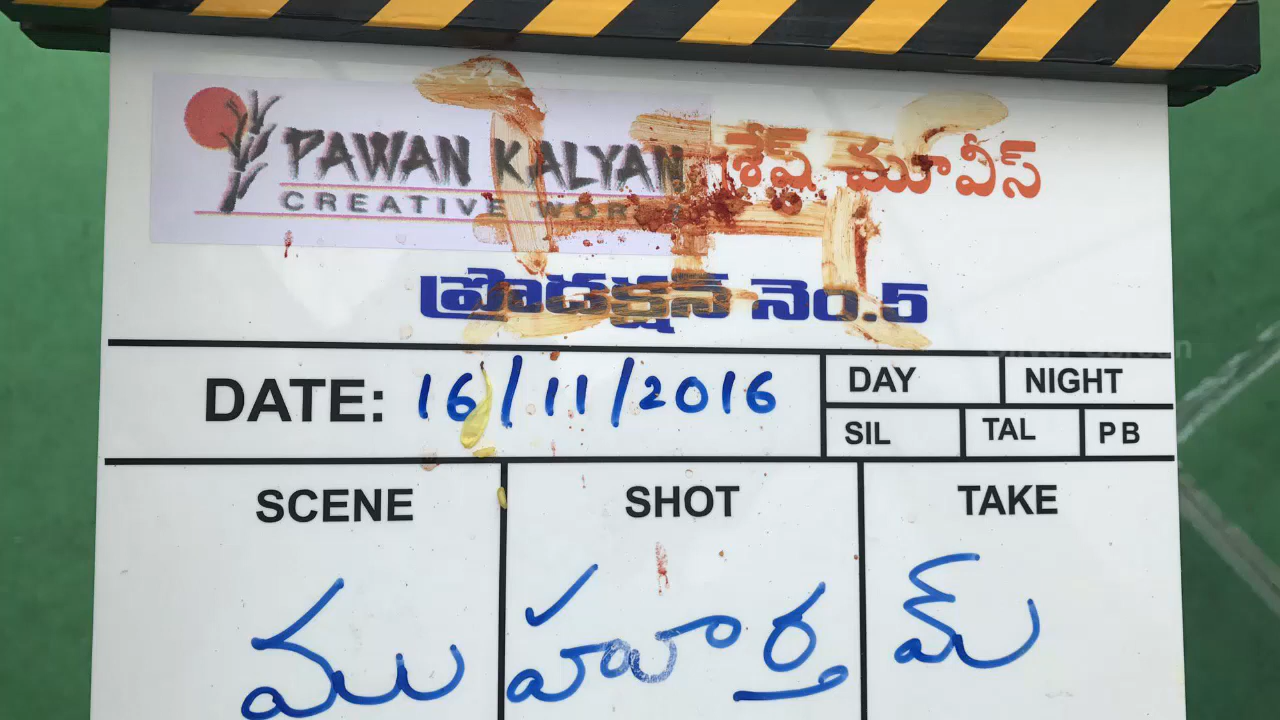 PAWAN KALYAN
CREATIVE WORKS
శ్రేష్ఠ్ మూవీస్
ప్రొడక్షన్ నెం.5
DATE: 16/11/2016
DAY NIGHT
SIL TAL PB
SCENE SHOT TAKE
ము హూర్త మ్